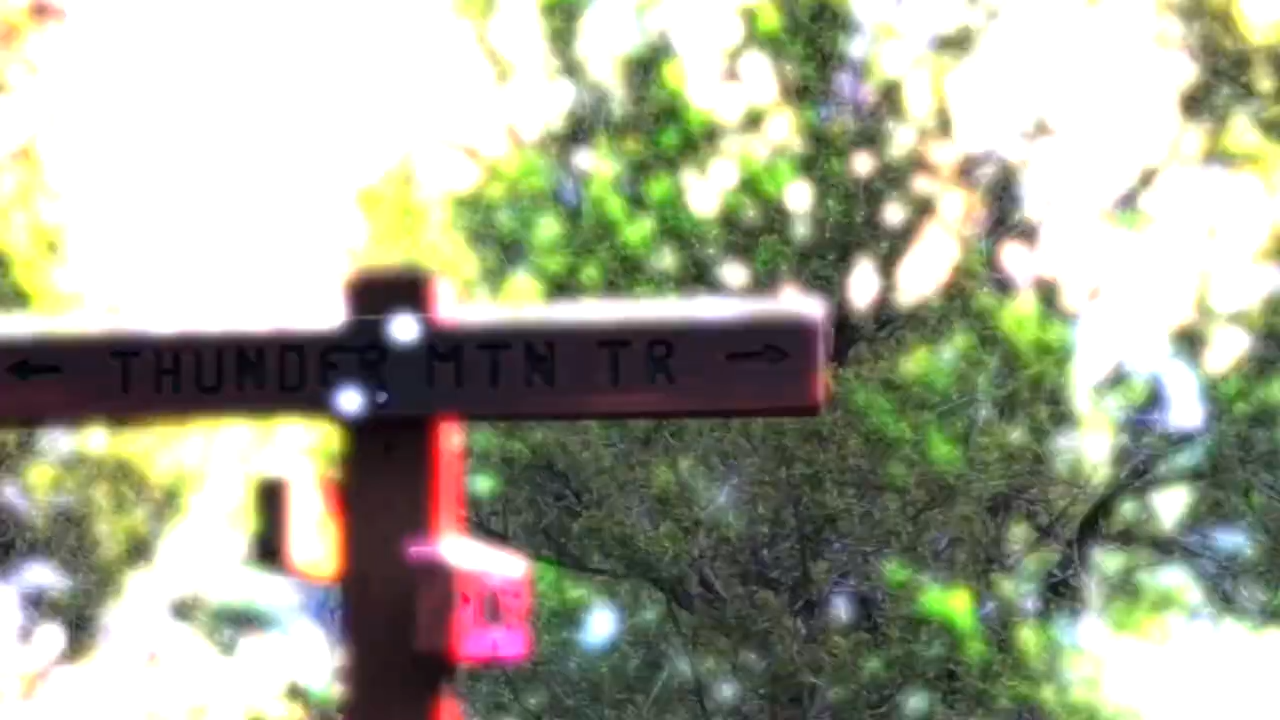 ← THUNDER MTN TR →